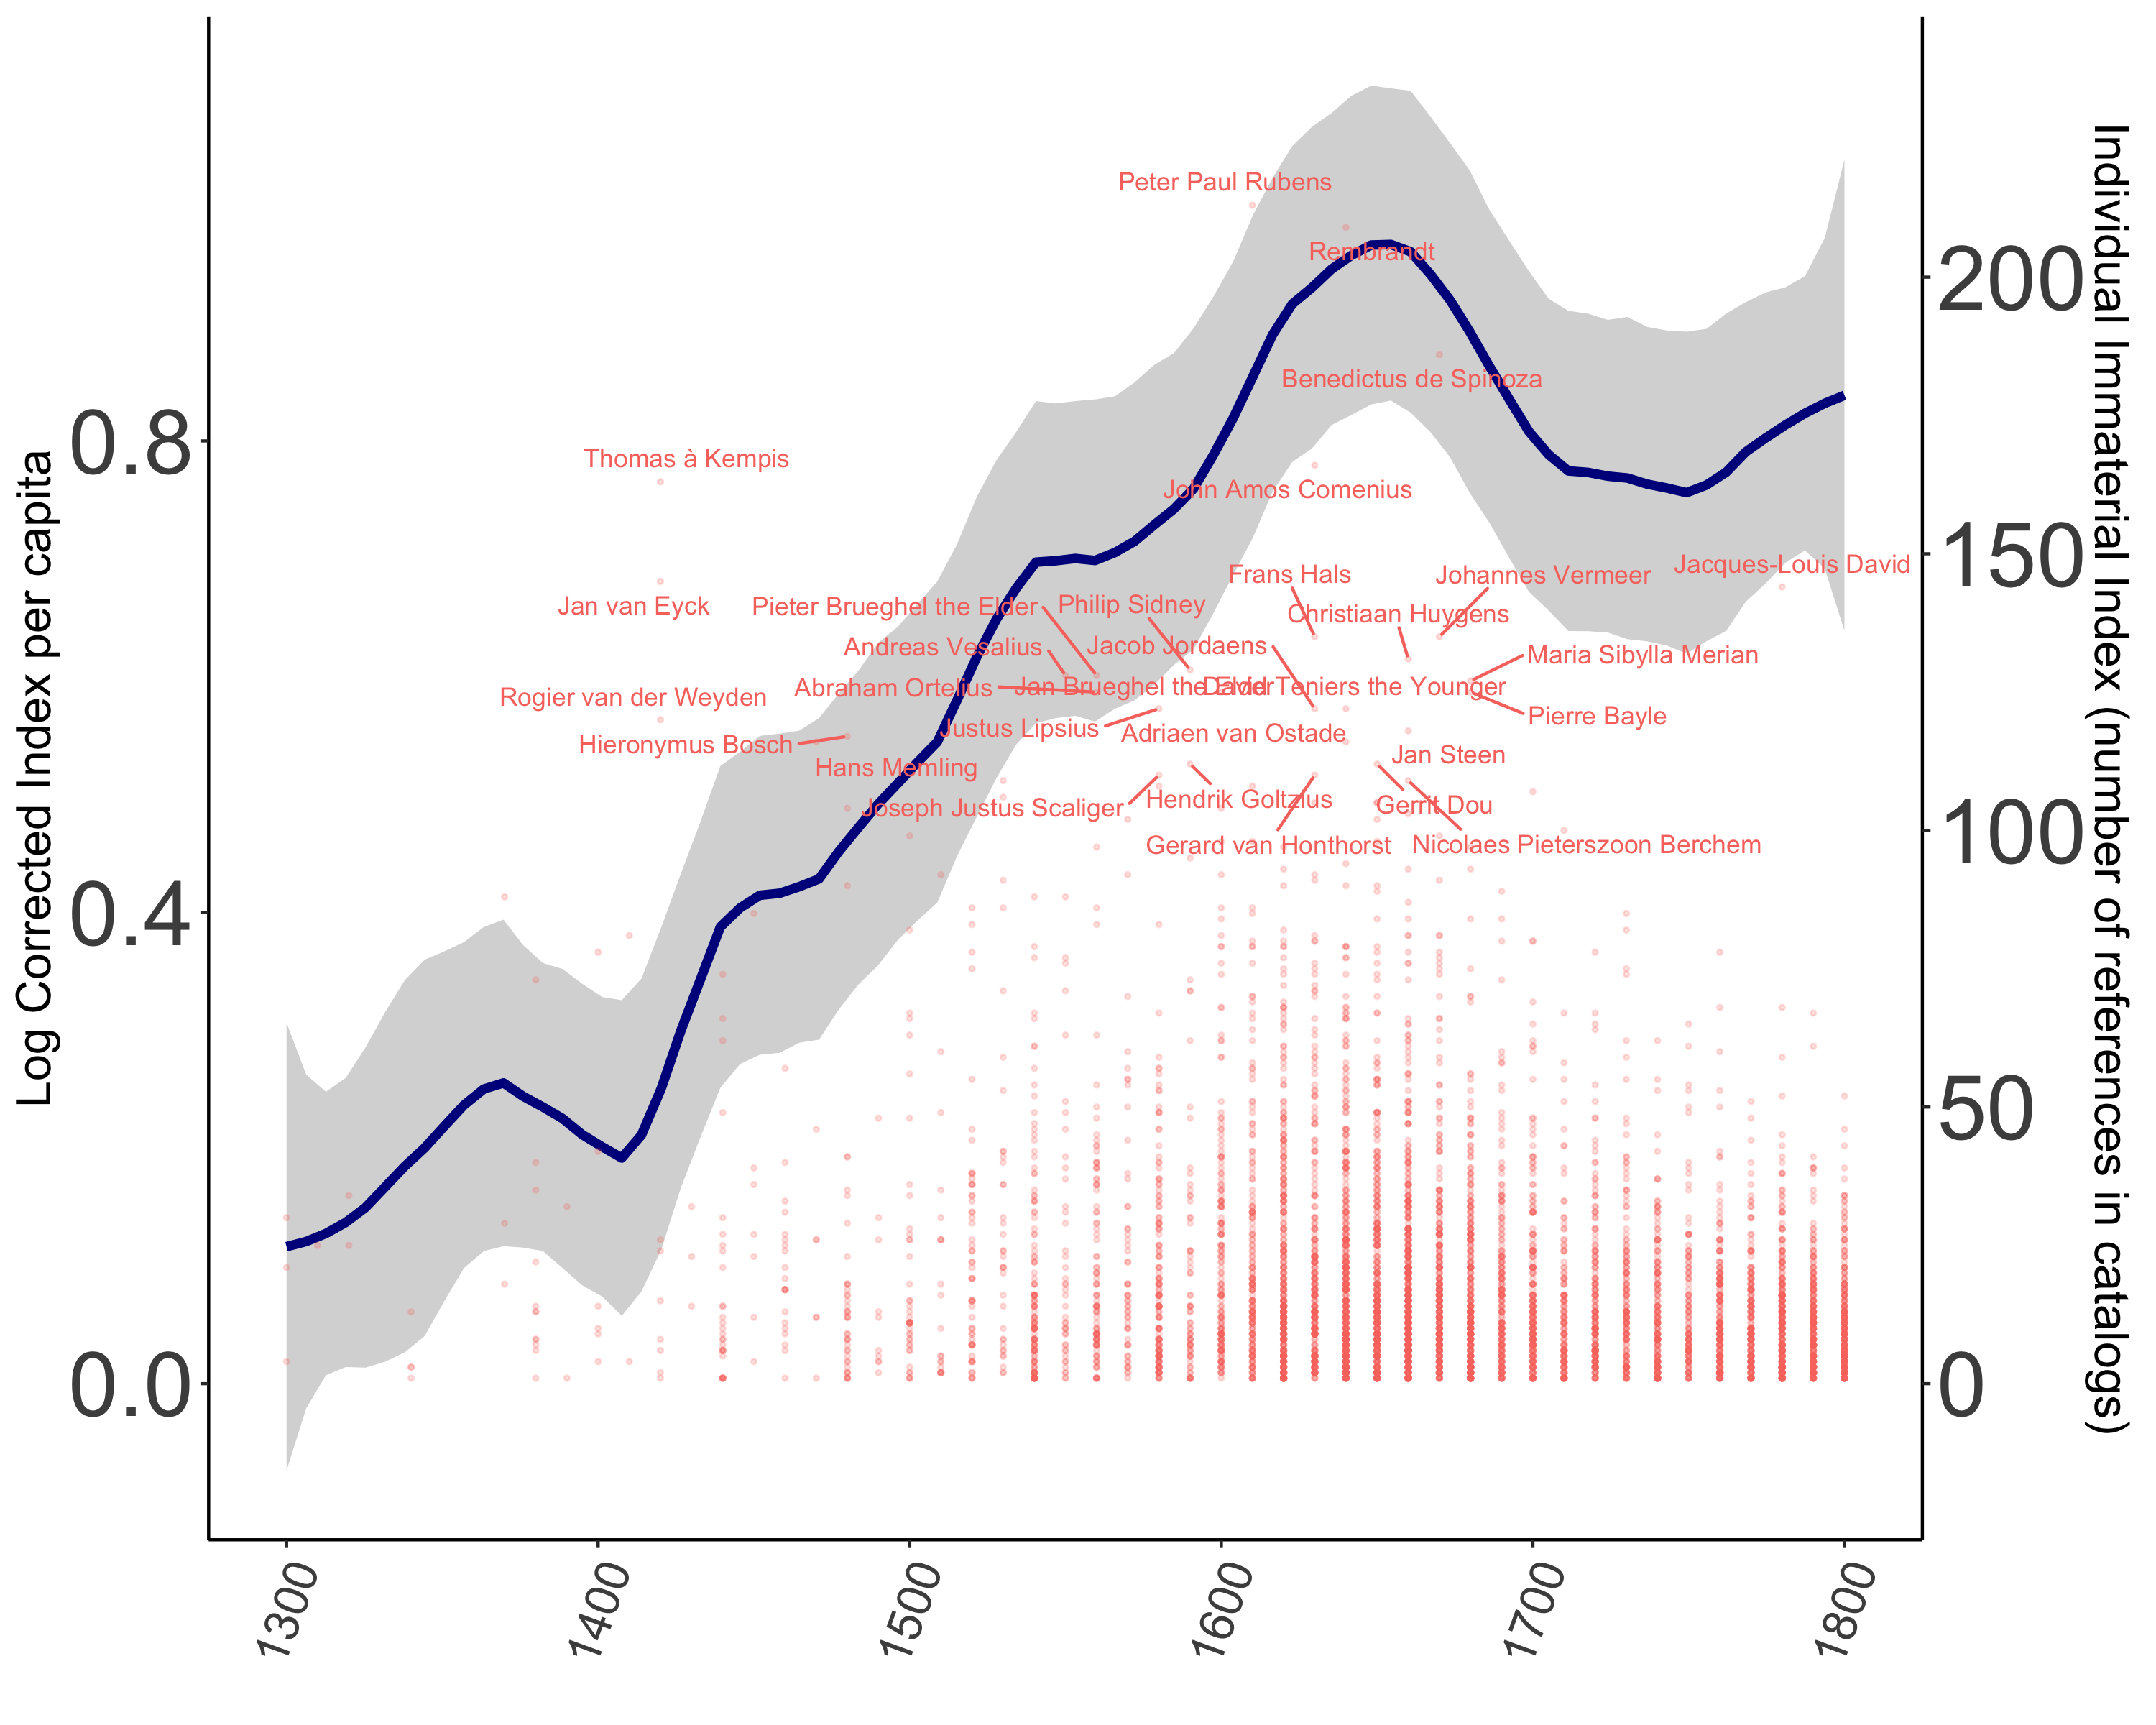 Peter Paul Rubens
Rembrandt
Benedictus de Spinoza
Thomas à Kempis
John Amos Comenius
Jacques-Louis David
Frans Hals
Johannes Vermeer
Jan van Eyck
Pieter Brueghel the Elder
Philip Sidney
Christiaan Huygens
Andreas Vesalius
Jacob Jordaens
Maria Sibylla Merian
Rogier van der Weyden
Abraham Ortelius
Jan Brueghel the Elder
David Teniers the Younger
Pierre Bayle
Hieronymus Bosch
Justus Lipsius
Adriaen van Ostade
Jan Steen
Hans Memling
Joseph Justus Scaliger
Hendrik Goltzius
Gerrit Dou
Gerard van Honthorst
Nicolaes Pieterszoon Berchem
Log Corrected Index per capita
0.8
0.4
0.0
Individual Immaterial Index (number of references in catalogs)
200
150
100
50
0
1300
1400
1500
1600
1700
1800